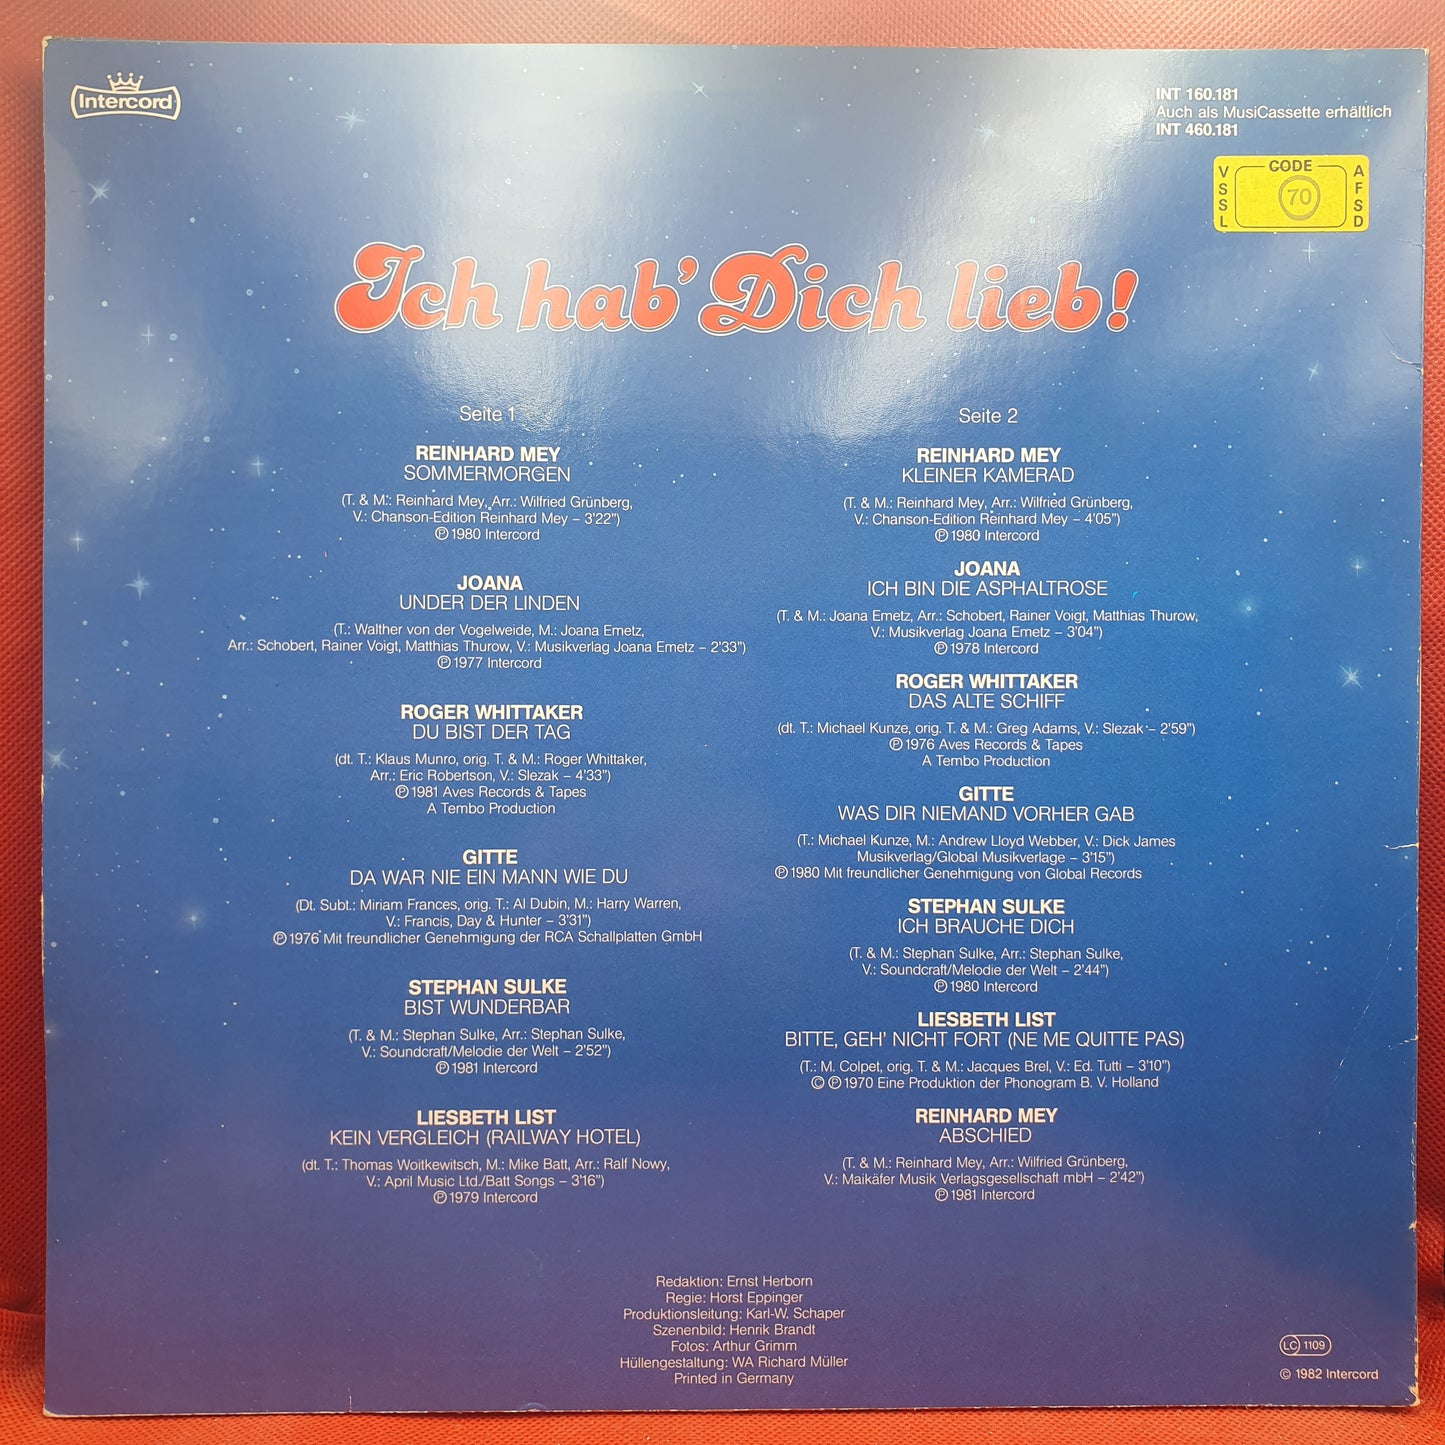 Intercord
INT 160.181
Auch als MusiCassette erhältlich
INT 460.181
VSSL
CODE
70
AFSD
Ich hab' Dich lieb!
Seite 1
REINHARD MEY
SOMMERMORGEN
(T. & M.: Reinhard Mey, Arr.: Wilfried Grünberg,
V.: Chanson-Edition Reinhard Mey – 3'22")
Ⓟ 1980 Intercord
JOANA
UNDER DER LINDEN
(T.: Walther von der Vogelweide, M.: Joana Emetz,
Arr.: Schobert, Rainer Voigt, Matthias Thurow, V.: Musikverlag Joana Emetz – 2'33")
Ⓟ 1977 Intercord
ROGER WHITTAKER
DU BIST DER TAG
(dt. T.: Klaus Munro, orig. T. & M.: Roger Whittaker,
Arr.: Eric Robertson, V.: Slezak – 4'33")
Ⓟ 1981 Aves Records & Tapes
A Tembo Production
GITTE
DA WAR NIE EIN MANN WIE DU
(Dt. Subt.: Miriam Frances, orig. T.: Al Dubin, M.: Harry Warren,
V.: Francis, Day & Hunter – 3'31")
Ⓟ 1976 Mit freundlicher Genehmigung der RCA Schallplatten GmbH
STEPHAN SULKE
BIST WUNDERBAR
(T. & M.: Stephan Sulke, Arr.: Stephan Sulke,
V.: Soundcraft/Melodie der Welt – 2'52")
Ⓟ 1981 Intercord
LIESBETH LIST
KEIN VERGLEICH (RAILWAY HOTEL)
(dt. T.: Thomas Woitkewitsch, M.: Mike Batt, Arr.: Ralf Nowy,
V.: April Music Ltd./Batt Songs – 3'16")
Ⓟ 1979 Intercord
Seite 2
REINHARD MEY
KLEINER KAMERAD
(T. & M.: Reinhard Mey, Arr.: Wilfried Grünberg,
V.: Chanson-Edition Reinhard Mey – 4'05")
Ⓟ 1980 Intercord
JOANA
ICH BIN DIE ASPHALTROSE
(T. & M.: Joana Emetz, Arr.: Schobert, Rainer Voigt, Matthias Thurow,
V.: Musikverlag Joana Emetz – 3'04")
Ⓟ 1978 Intercord
ROGER WHITTAKER
DAS ALTE SCHIFF
(dt. T.: Michael Kunze, orig. T. & M.: Greg Adams, V.: Slezak – 2'59")
Ⓟ 1976 Aves Records & Tapes
A Tembo Production
GITTE
WAS DIR NIEMAND VORHER GAB
(T.: Michael Kunze, M.: Andrew Lloyd Webber, V.: Dick James
Musikverlag/Global Musikverlage – 3'15")
Ⓟ 1980 Mit freundlicher Genehmigung von Global Records
STEPHAN SULKE
ICH BRAUCHE DICH
(T. & M.: Stephan Sulke, Arr.: Stephan Sulke,
V.: Soundcraft/Melodie der Welt – 2'44")
Ⓟ 1980 Intercord
LIESBETH LIST
BITTE, GEH' NICHT FORT (NE ME QUITTE PAS)
(T.: M. Colpet, orig. T. & M.: Jacques Brel, V.: Ed. Tutti – 3'10")
© Ⓟ 1970 Eine Produktion der Phonogram B. V. Holland
REINHARD MEY
ABSCHIED
(T. & M.: Reinhard Mey, Arr.: Wilfried Grünberg,
V.: Maikäfer Musik Verlagsgesellschaft mbH – 2'42")
Ⓟ 1981 Intercord
Redaktion: Ernst Herborn
Regie: Horst Eppinger
Produktionsleitung: Karl-W. Schaper
Szenenbild: Henrik Brandt
Fotos: Arthur Grimm
Hüllengestaltung: WA Richard Müller
Printed in Germany
LC 1109
© 1982 Intercord